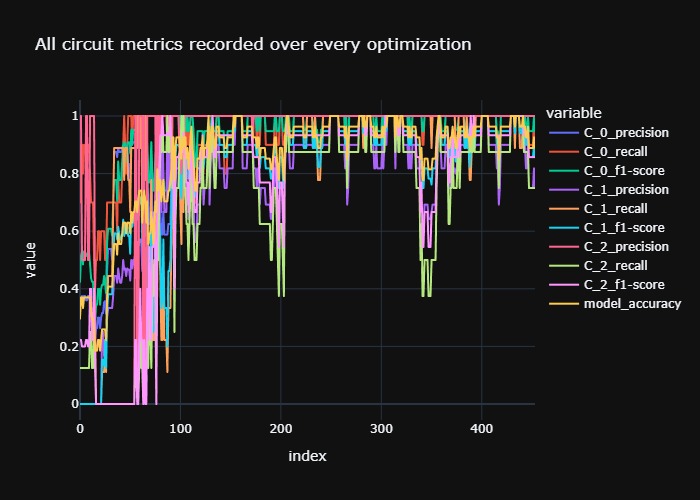 All circuit metrics recorded over every optimization
variable
C_0_precision
C_0_recall
C_0_f1-score
C_1_precision
C_1_recall
C_1_f1-score
C_2_precision
C_2_recall
C_2_f1-score
model_accuracy
value
1
0.8
0.6
0.4
0.2
0
0 100 200 300 400
index